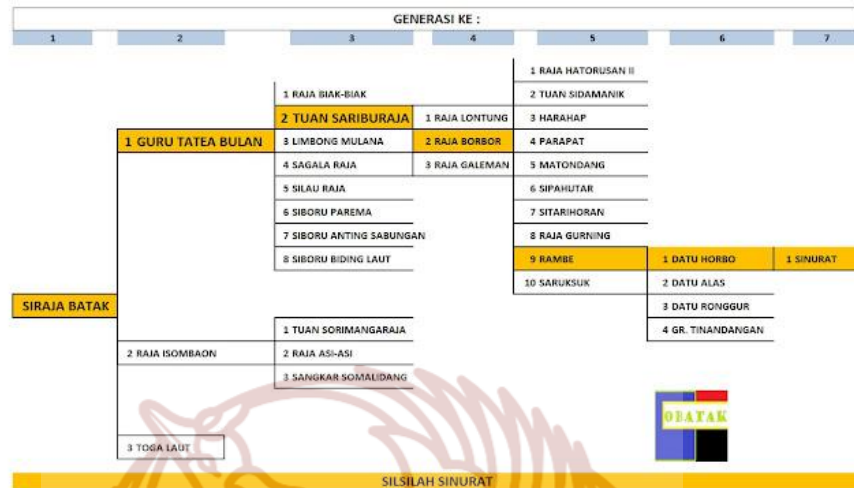 GENERASI KE :
1 2 3 4 5 6 7
1 RAJA HATORUSAN II
1 RAJA BIAK-BIAK 2 TUAN SIDAMANIK
2 TUAN SARIBURAJA 1 RAJA LONTUNG 3 HARAHAP
1 GURU TATEA BULAN 3 LIMBONG MULANA 2 RAJA BORBOR 4 PARAPAT
4 SAGALA RAJA 3 RAJA GALEMAN 5 MATONDANG
5 SILAU RAJA 6 SIPAHUTAR
6 SIBORU PAREMA 7 SITARIHORAN
7 SIBORU ANTING SABUNGAN 8 RAJA GURNING
8 SIBORU BIDING LAUT 9 RAMBE 1 DATU HORBO 1 SINURAT
10 SARUKSUK 2 DATU ALAS
SIRAJA BATAK 3 DATU RONGGUR
1 TUAN SORIMANGARAJA 4 GR. TINANDANGAN
2 RAJA ISOMBAON 2 RAJA ASI-ASI
3 SANGKAR SOMALIDANG
OBATAK
3 TOGA LAUT
SILSILAH SINURAT